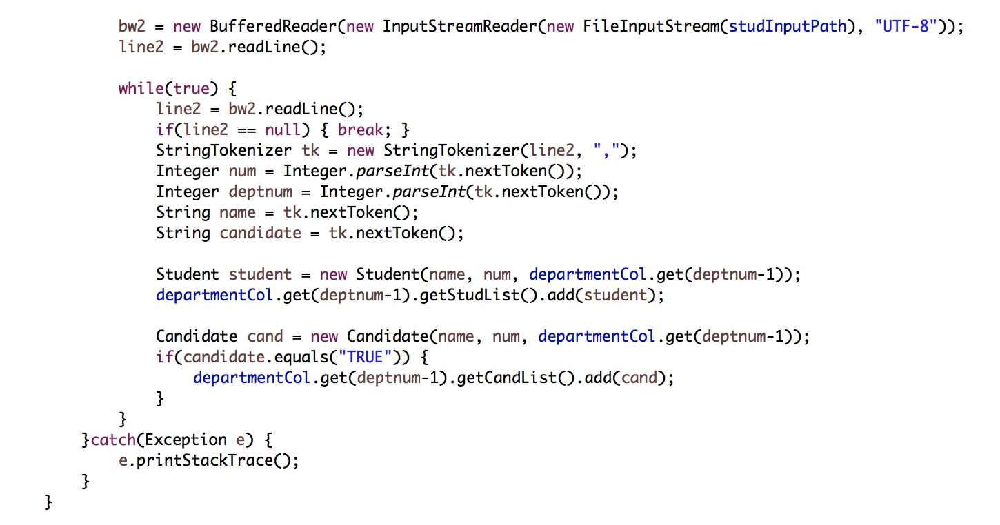 bw2 = new BufferedReader(new InputStreamReader(new FileInputStream(studInputPath), "UTF-8"));
line2 = bw2.readLine();
while(true) {
line2 = bw2.readLine();
if(line2 == null) { break; }
StringTokenizer tk = new StringTokenizer(line2, ",");
Integer num = Integer.parseInt(tk.nextToken());
Integer deptnum = Integer.parseInt(tk.nextToken());
String name = tk.nextToken();
String candidate = tk.nextToken();
Student student = new Student(name, num, departmentCol.get(deptnum-1));
departmentCol.get(deptnum-1).getStudList().add(student);
Candidate cand = new Candidate(name, num, departmentCol.get(deptnum-1));
if(candidate.equals("TRUE")) {
departmentCol.get(deptnum-1).getCandList().add(cand);
}
}
}catch(Exception e) {
e.printStackTrace();
}
}